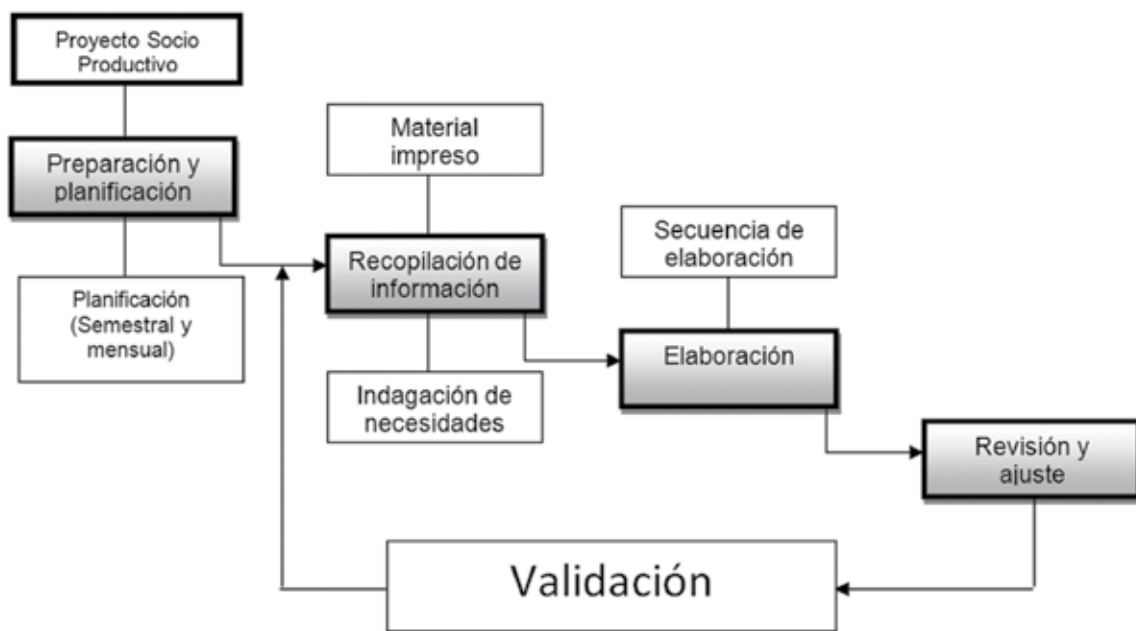 Proyecto Socio
Productivo
Preparación y
planificación
Planificación
(Semestral y
mensual)
Material
impreso
Recopilación de
información
Indagación de
necesidades
Secuencia de
elaboración
Elaboración
Revisión y
ajuste
Validación